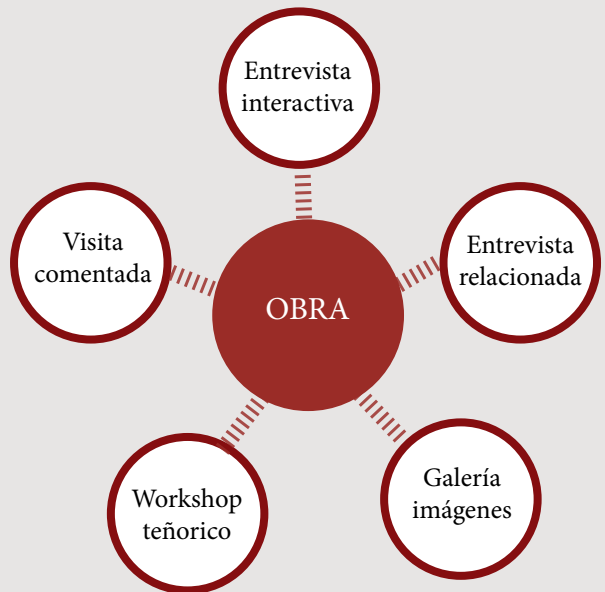 Entrevista
interactiva
Visita
comentada
Entrevista
relacionada
OBRA
Workshop
teñorico
Galería
imágenes